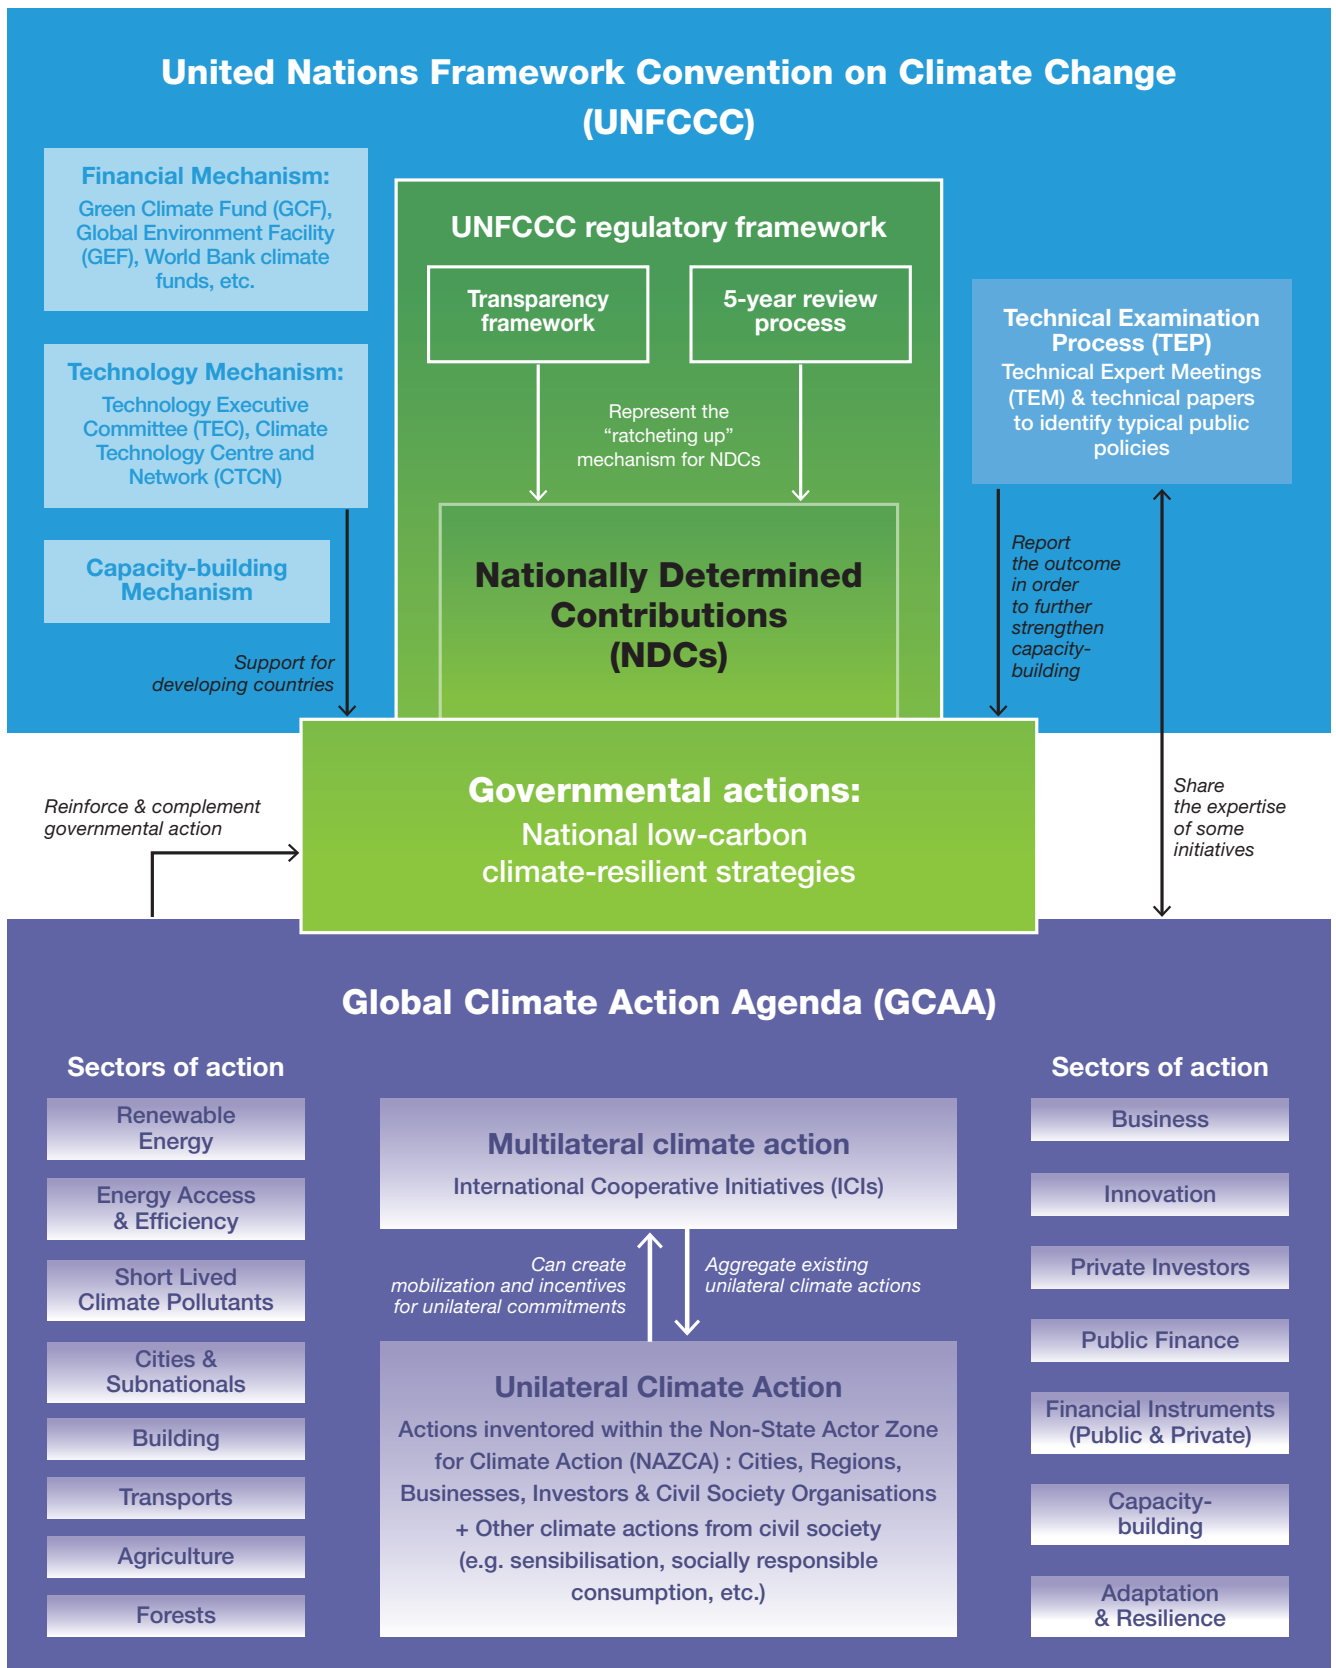 United Nations Framework Convention on Climate Change
(UNFCCC)
Financial Mechanism:
Green Climate Fund (GCF),
Global Environment Facility
(GEF), World Bank climate
funds, etc.
Technology Mechanism:
Technology Executive
Committee (TEC), Climate
Technology Centre and
Network (CTCN)
Capacity-building
Mechanism
Support for
developing countries
UNFCCC regulatory framework
Transparency
framework
5-year review
process
Represent the
“ratcheting up”
mechanism for NDCs
Nationally Determined
Contributions
(NDCs)
Technical Examination
Process (TEP)
Technical Expert Meetings
(TEM) & technical papers
to identify typical public
policies
Report
the outcome
in order
to further
strengthen
capacity-
building
Reinforce & complement
governmental action
Governmental actions:
National low-carbon
climate-resilient strategies
Share
the expertise
of some
initiatives
Global Climate Action Agenda (GCAA)
Sectors of action
Renewable
Energy
Energy Access
& Efficiency
Short Lived
Climate Pollutants
Cities &
Subnationals
Building
Transports
Agriculture
Forests
Multilateral climate action
International Cooperative Initiatives (ICIs)
Can create
mobilization and incentives
for unilateral commitments
Aggregate existing
unilateral climate actions
Unilateral Climate Action
Actions inventored within the Non-State Actor Zone
for Climate Action (NAZCA) : Cities, Regions,
Businesses, Investors & Civil Society Organisations
+ Other climate actions from civil society
(e.g. sensibilisation, socially responsible
consumption, etc.)
Sectors of action
Business
Innovation
Private Investors
Public Finance
Financial Instruments
(Public & Private)
Capacity-
building
Adaptation
& Resilience